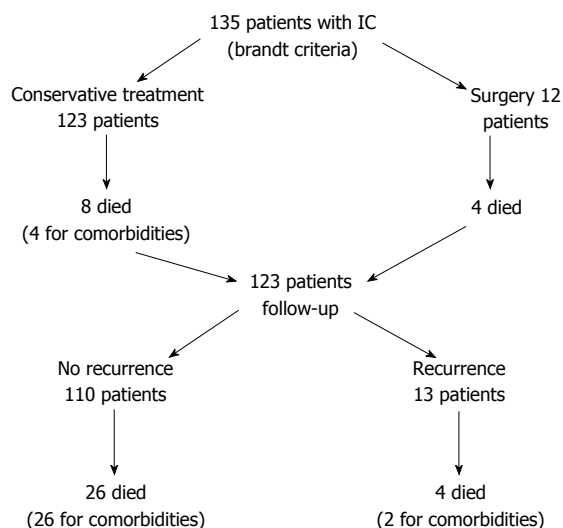 135 patients with IC
(brandt criteria)
Conservative treatment
123 patients
Surgery 12
patients
8 died
(4 for comorbidities)
4 died
123 patients
follow-up
No recurrence
110 patients
Recurrence
13 patients
26 died
(26 for comorbidities)
4 died
(2 for comorbidities)